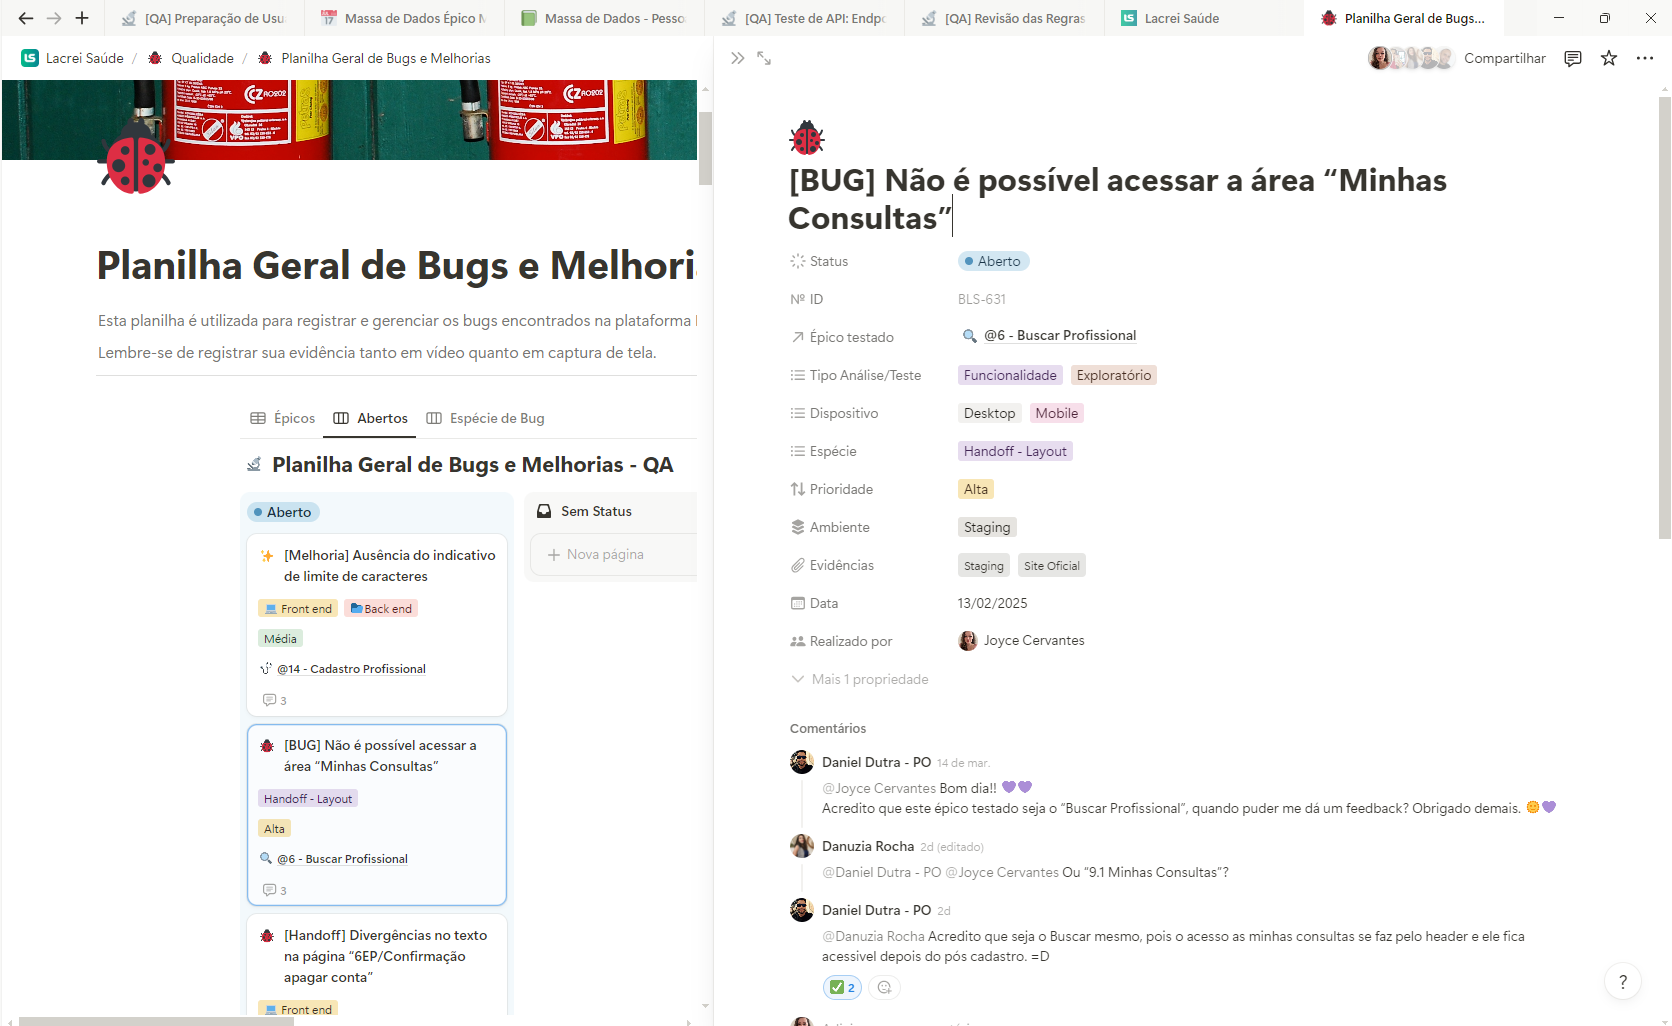 [QA] Preparação de Usu
Massa de Dados Épico
Massa de Dados - Pesso
[QA] Teste de API: Endp
[QA] Revisão das Regras
Lacrei Saúde
Planilha Geral de Bugs...
Lacrei Saúde / Qualidade / Planilha Geral de Bugs e Melhorias
Planilha Geral de Bugs e Melhori
Esta planilha é utilizada para registrar e gerenciar os bugs encontrados na plataforma
Lembre-se de registrar sua evidência tanto em vídeo quanto em captura de tela.
Épicos
Abertos
Espécie de Bug
Planilha Geral de Bugs e Melhorias - QA
Aberto
[Melhoria] Ausência do indicativo
de limite de caracteres
Front end
Back end
Média
@14 - Cadastro Profissional
3
[BUG] Não é possível acessar a
área “Minhas Consultas”
Handoff - Layout
Alta
@6 - Buscar Profissional
3
[Handoff] Divergências no texto
na página “6EP/Confirmação
apagar conta”
Front end
Sem Status
Nova página
Compartilhar
[BUG] Não é possível acessar a área “Minhas
Consultas”
Status Aberto
Nº ID BLS-631
Épico testado @6 - Buscar Profissional
Tipo Análise/Teste Funcionalidade Exploratório
Dispositivo Desktop Mobile
Espécie Handoff - Layout
Prioridade Alta
Ambiente Staging
Evidências Staging Site Oficial
Data 13/02/2025
Realizado por Joyce Cervantes
Mais 1 propriedade
Comentários
Daniel Dutra - PO 14 de mar.
@Joyce Cervantes Bom dia!! 💜💜
Acredito que este épico testado seja o “Buscar Profissional”, quando puder me dá um feedback? Obrigado demais. 💜
Danuzia Rocha 2d (editado)
@Daniel Dutra - PO @Joyce Cervantes Ou “9.1 Minhas Consultas”?
Daniel Dutra - PO 2d
@Danuzia Rocha Acredito que seja o Buscar mesmo, pois o acesso as minhas consultas se faz pelo header e ele fica
acessivel depois do pós cadastro. =D
✅ 2
?